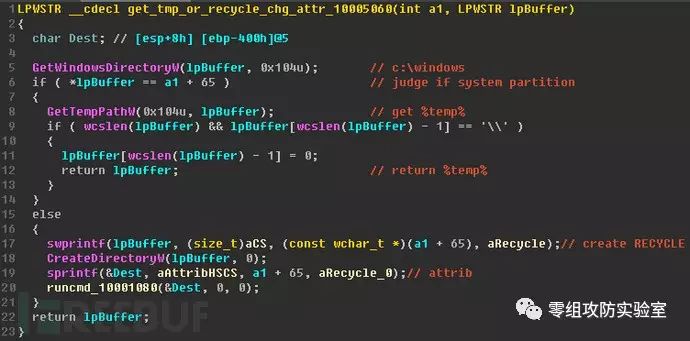 1 LPWSTR __cdecl get_tmp_or_recycle_chg_attr_10005060(int a1, LPWSTR lpBuffer)
2 {
3   char Dest; // [esp+8h] [ebp-400h]@5
4
5   GetWindowsDirectoryW(lpBuffer, 0x104u);         // c:\windows
6   if ( *lpBuffer == a1 + 65 )                     // judge if system partition
7   {
8     GetTempPathW(0x104u, lpBuffer);               // get %temp%
9     if ( wcslen(lpBuffer) && lpBuffer[wcslen(lpBuffer) - 1] == '\\' )
10     {
11       lpBuffer[wcslen(lpBuffer) - 1] = 0;
12       return lpBuffer;                            // return %temp%
13     }
14   }
15   else
16   {
17     swprintf(lpBuffer, (size_t)aCS, (const wchar_t *)(a1 + 65), aRecycle);// create RECYCLE
18     CreateDirectoryW(lpBuffer, 0);
19     sprintf(&Dest, aAttribHSCS, a1 + 65, aRecycle_0);// attrib
20     runcmd_10001080(&Dest, 0, 0);
21   }
22   return lpBuffer;
23 }
REEBUF
零组攻防实验室